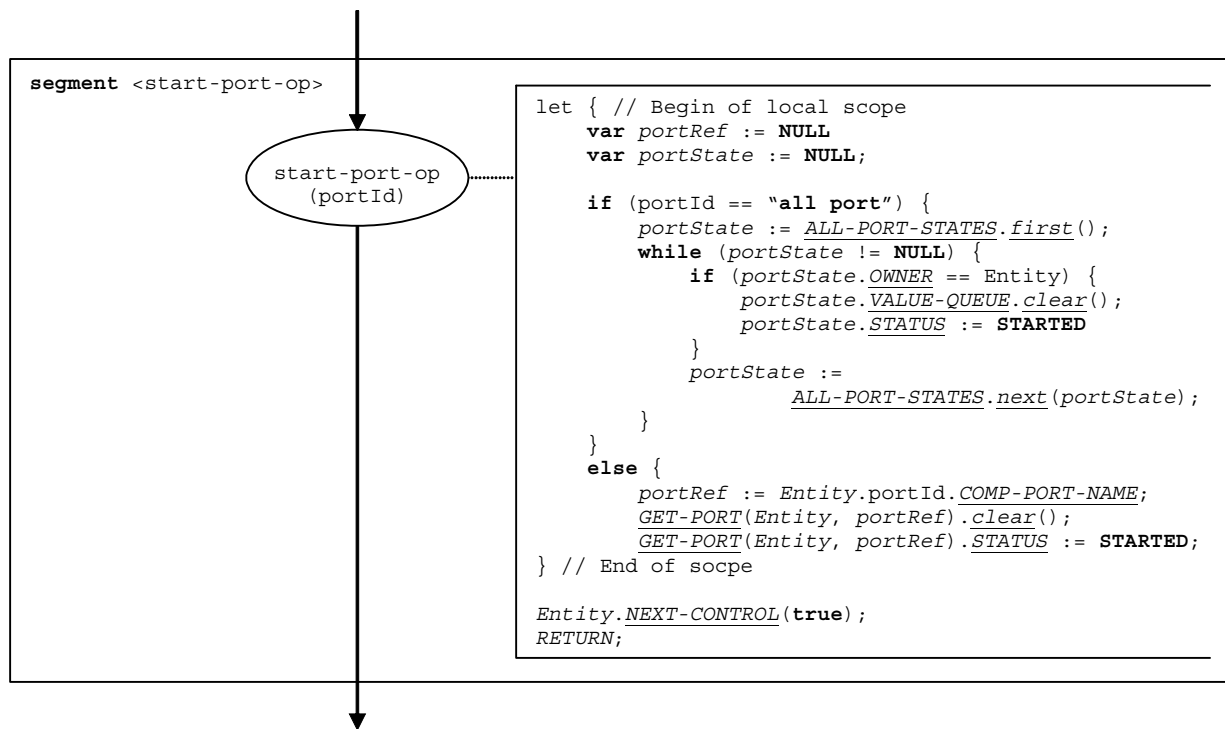 segment <start-port-op>
start-port-op
(portId)
let { // Begin of local scope
    var portRef := NULL
    var portState := NULL;
    if (portId == “all port”) {
        portState := ALL-PORT-STATES.first();
        while (portState != NULL) {
            if (portState.OWNER == Entity) {
                portState.VALUE-QUEUE.clear();
                portState.STATUS := STARTED
            }
            portState :=
                    ALL-PORT-STATES.next(portState);
        }
    }
    else {
        portRef := Entity.portId.COMP-PORT-NAME;
        GET-PORT(Entity, portRef).clear();
        GET-PORT(Entity, portRef).STATUS := STARTED;
} // End of socpe
Entity.NEXT-CONTROL(true);
RETURN;